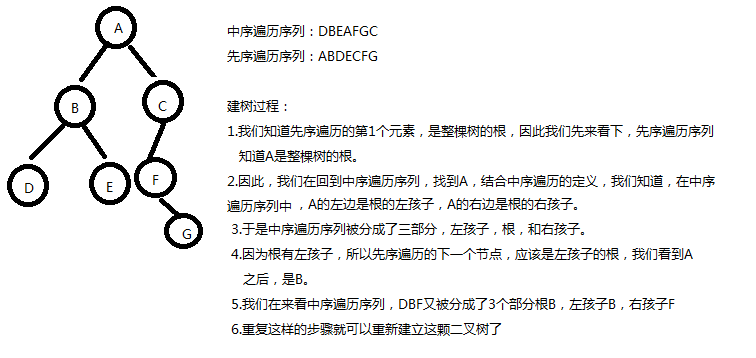 A
B
C
D
E
F
G
中序遍历序列：DBEAFGC
先序遍历序列：ABDECFG
建树过程：
1.我们知道先序遍历的第1个元素，是整棵树的根，因此我们先来看下，先序遍历序列
知道A是整棵树的根。
2.因此，我们在回到中序遍历序列，找到A，结合中序遍历的定义，我们知道，在中序
遍历序列中，A的左边是根的左孩子，A的右边是根的右孩子。
3.于是中序遍历序列被分成了三部分，左孩子，根，和右孩子。
4.因为根有左孩子，所以先序遍历的下一个节点，应该是左孩子的根，我们看到A
之后，是B。
5.我们在来看中序遍历序列，DBF又被分成了3个部分根B，左孩子B，右孩子F
6.重复这样的步骤就可以重新建立这颗二叉树了